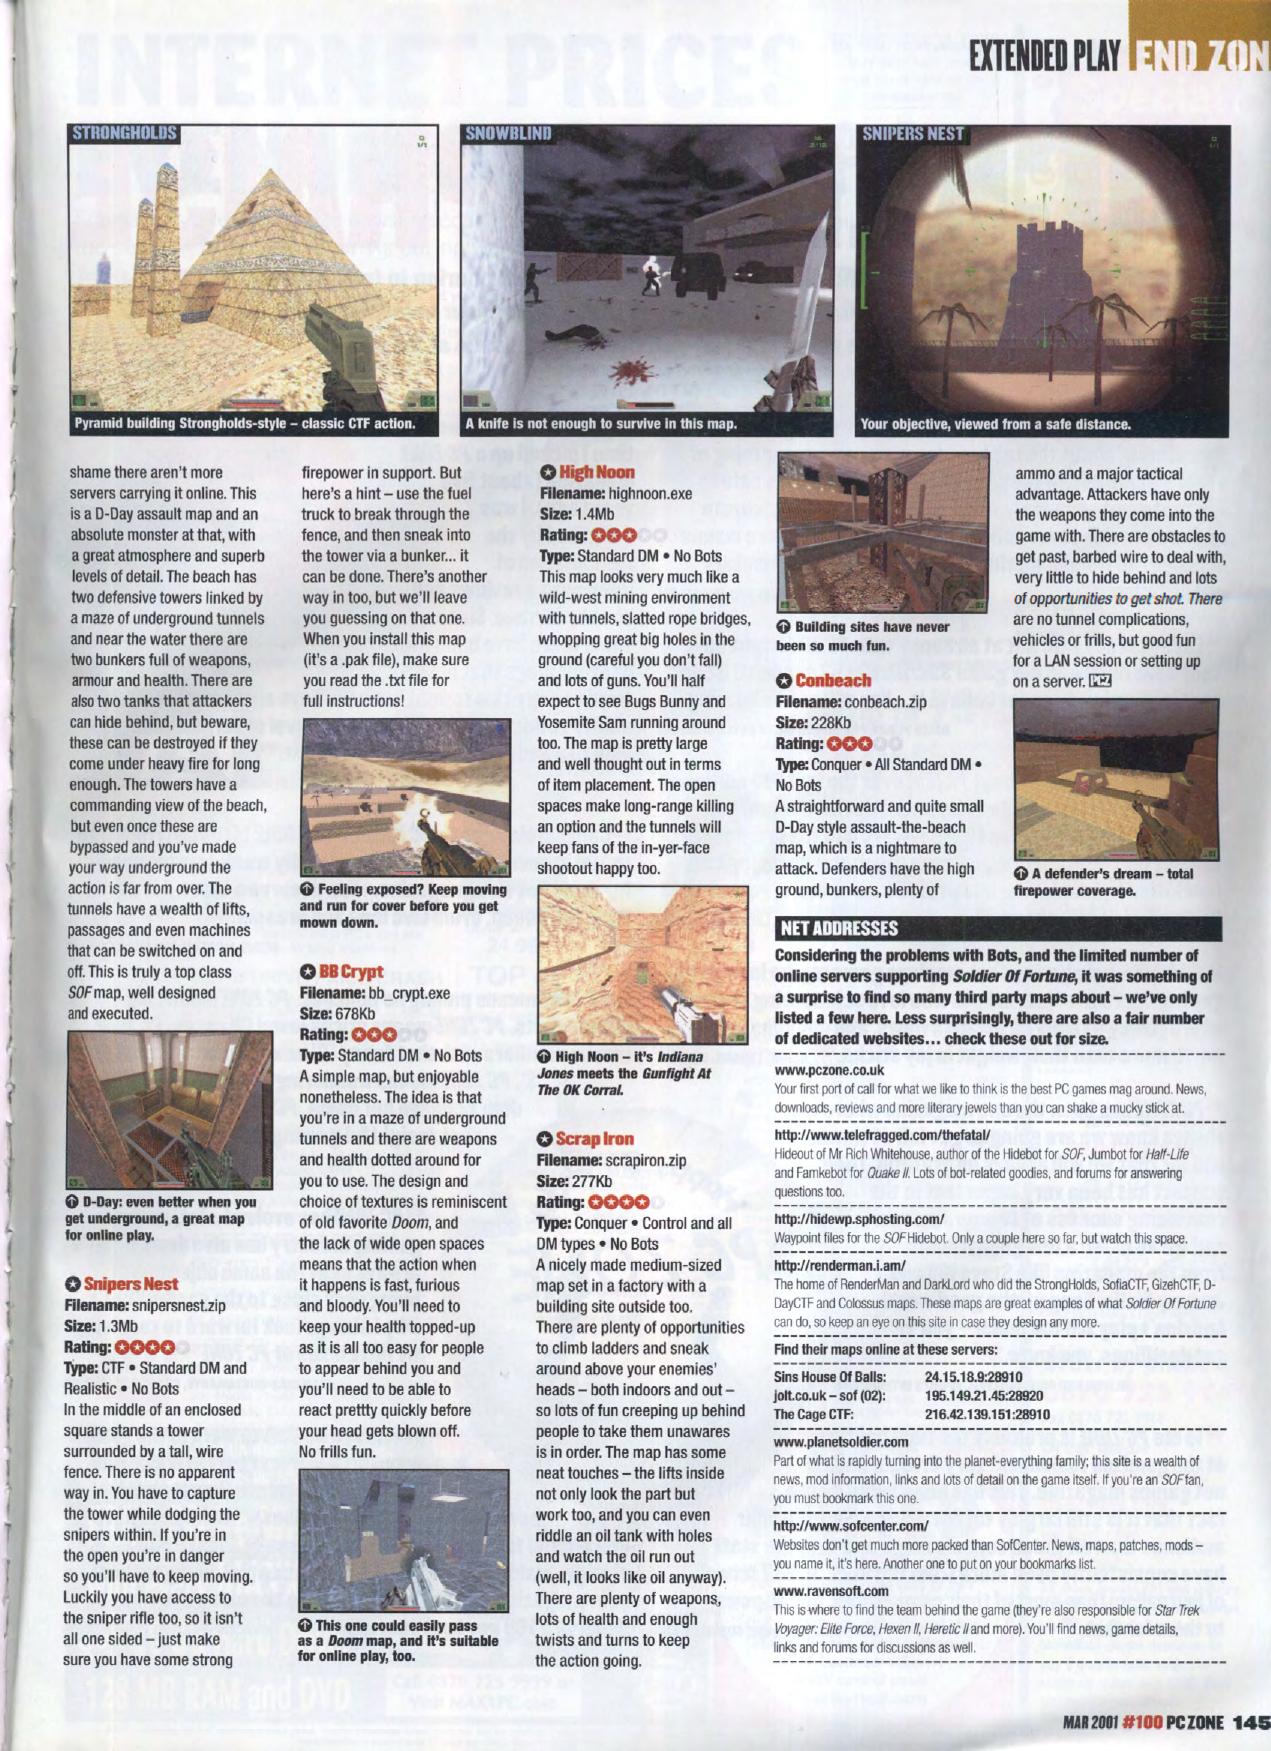 EXTENDED PLAY END ZON
STRONGHOLDS
Pyramid building Strongholds-style – classic CTF action.
SNOWBLIND
A knife is not enough to survive in this map.
SNIPERS NEST
Your objective, viewed from a safe distance.
shame there aren't more
servers carrying it online. This
is a D-Day assault map and an
absolute monster at that, with
a great atmosphere and superb
levels of detail. The beach has
two defensive towers linked by
a maze of underground tunnels
and near the water there are
two bunkers full of weapons,
armour and health. There are
also two tanks that attackers
can hide behind, but beware,
these can be destroyed if they
come under heavy fire for long
enough. The towers have a
commanding view of the beach,
but even once these are
bypassed and you've made
your way underground the
action is far from over. The
tunnels have a wealth of lifts,
passages and even machines
that can be switched on and
off. This is truly a top class
SOF map, well designed
and executed.
D-Day: even better when you
get underground, a great map
for online play.
Snipers Nest
Filename: snipersnest.zip
Size: 1.3Mb
Rating:
Type: CTF • Standard DM and
Realistic • No Bots
In the middle of an enclosed
square stands a tower
surrounded by a tall, wire
fence. There is no apparent
way in. You have to capture
the tower while dodging the
snipers within. If you're in
the open you're in danger
so you'll have to keep moving.
Luckily you have access to
the sniper rifle too, so it isn't
all one sided – just make
sure you have some strong
firepower in support. But
here's a hint – use the fuel
truck to break through the
fence, and then sneak into
the tower via a bunker... it
can be done. There's another
way in too, but we'll leave
you guessing on that one.
When you install this map
(it's a .pak file), make sure
you read the .txt file for
full instructions!
Feeling exposed? Keep moving
and run for cover before you get
mown down.
BB Crypt
Filename: bb_crypt.exe
Size: 678Kb
Rating:
Type: Standard DM • No Bots
A simple map, but enjoyable
nonetheless. The idea is that
you're in a maze of underground
tunnels and there are weapons
and health dotted around for
you to use. The design and
choice of textures is reminiscent
of old favorite Doom, and
the lack of wide open spaces
means that the action when
it happens is fast, furious
and bloody. You'll need to
keep your health topped-up
as it is all too easy for people
to appear behind you and
you'll need to be able to
react prettty quickly before
your head gets blown off.
No frills fun.
This one could easily pass
as a Doom map, and it's suitable
for online play, too.
High Noon
Filename: highnoon.exe
Size: 1.4Mb
Rating:
Type: Standard DM • No Bots
This map looks very much like a
wild-west mining environment
with tunnels, slatted rope bridges,
whopping great big holes in the
ground (careful you don't fall)
and lots of guns. You'll half
expect to see Bugs Bunny and
Yosemite Sam running around
too. The map is pretty large
and well thought out in terms
of item placement. The open
spaces make long-range killing
an option and the tunnels will
keep fans of the in-yer-face
shootout happy too.
High Noon – it's Indiana
Jones meets the Gunfight At
The OK Corral.
Scrap Iron
Filename: scrapiron.zip
Size: 277Kb
Rating:
Type: Conquer • Control and all
DM types • No Bots
A nicely made medium-sized
map set in a factory with a
building site outside too.
There are plenty of opportunities
to climb ladders and sneak
around above your enemies'
heads – both indoors and out –
so lots of fun creeping up behind
people to take them unawares
is in order. The map has some
neat touches – the lifts inside
not only look the part but
work too, and you can even
riddle an oil tank with holes
and watch the oil run out
(well, it looks like oil anyway).
There are plenty of weapons,
lots of health and enough
twists and turns to keep
the action going.
Building sites have never
been so much fun.
Conbeach
Filename: conbeach.zip
Size: 228Kb
Rating:
Type: Conquer • All Standard DM •
No Bots
A straightforward and quite small
D-Day style assault-the-beach
map, which is a nightmare to
attack. Defenders have the high
ground, bunkers, plenty of
ammo and a major tactical
advantage. Attackers have only
the weapons they come into the
game with. There are obstacles to
get past, barbed wire to deal with,
very little to hide behind and lots
of opportunities to get shot. There
are no tunnel complications,
vehicles or frills, but good fun
for a LAN session or setting up
on a server. PZ
A defender's dream – total
firepower coverage.
NET ADDRESSES
Considering the problems with Bots, and the limited number of
online servers supporting Soldier Of Fortune, it was something of
a surprise to find so many third party maps about – we've only
listed a few here. Less surprisingly, there are also a fair number
of dedicated websites... check these out for size.
www.pczone.co.uk
Your first port of call for what we like to think is the best PC games mag around. News,
downloads, reviews and more literary jewels than you can shake a mucky stick at.
http://www.telefragged.com/thefatal/
Hideout of Mr Rich Whitehouse, author of the Hidebot for SOF, Jumbot for Half-Life
and Famkebot for Quake II. Lots of bot-related goodies, and forums for answering
questions too.
http://hidewp.sphosting.com/
Waypoint files for the SOF Hidebot. Only a couple here so far, but watch this space.
http://renderman.i.am/
The home of RenderMan and DarkLord who did the StrongHolds, SofiaCTF, GizehCTF, D-
DayCTF and Colossus maps. These maps are great examples of what Soldier Of Fortune
can do, so keep an eye on this site in case they design any more.
Find their maps online at these servers:
Sins House Of Balls: 24.15.18.9:28910
jolt.co.uk – sof (02): 195.149.21.45:28920
The Cage CTF: 216.42.139.151:28910
www.planetsoldier.com
Part of what is rapidly turning into the planet-everything family; this site is a wealth of
news, mod information, links and lots of detail on the game itself. If you're an SOF fan,
you must bookmark this one.
http://www.sofcenter.com/
Websites don't get much more packed than SofCenter. News, maps, patches, mods –
you name it, it's here. Another one to put on your bookmarks list.
www.ravensoft.com
This is where to find the team behind the game (they're also responsible for Star Trek
Voyager: Elite Force, Hexen II, Heretic II and more). You'll find news, game details,
links and forums for discussions as well.
MAR 2001 #100 PC ZONE 145